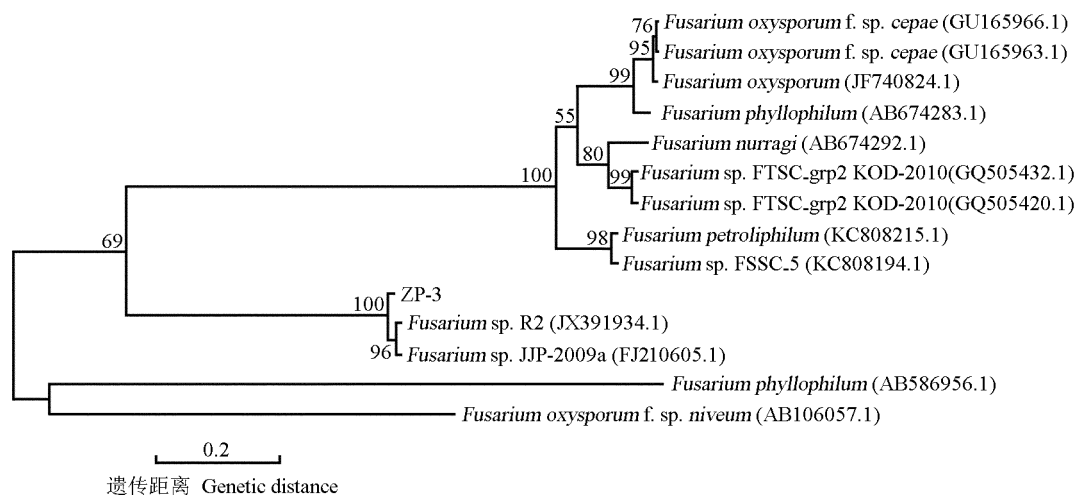 76
Fusarium oxysporum f. sp. cepae (GU165966.1)
95
Fusarium oxysporum f. sp. cepae (GU165963.1)
99
Fusarium oxysporum (JF740824.1)
Fusarium phyllophilum (AB674283.1)
55
Fusarium nurragi (AB674292.1)
80
Fusarium sp. FTSC_grp2 KOD-2010(GQ505432.1)
100
99
Fusarium sp. FTSC_grp2 KOD-2010(GQ505420.1)
98
Fusarium petroliphilum (KC808215.1)
69
Fusarium sp. FSSC_5 (KC808194.1)
100
ZP-3
Fusarium sp. R2 (JX391934.1)
96
Fusarium sp. JJP-2009a (FJ210605.1)
Fusarium phyllophilum (AB586956.1)
Fusarium oxysporum f. sp. niveum (AB106057.1)
0.2
遗传距离 Genetic distance